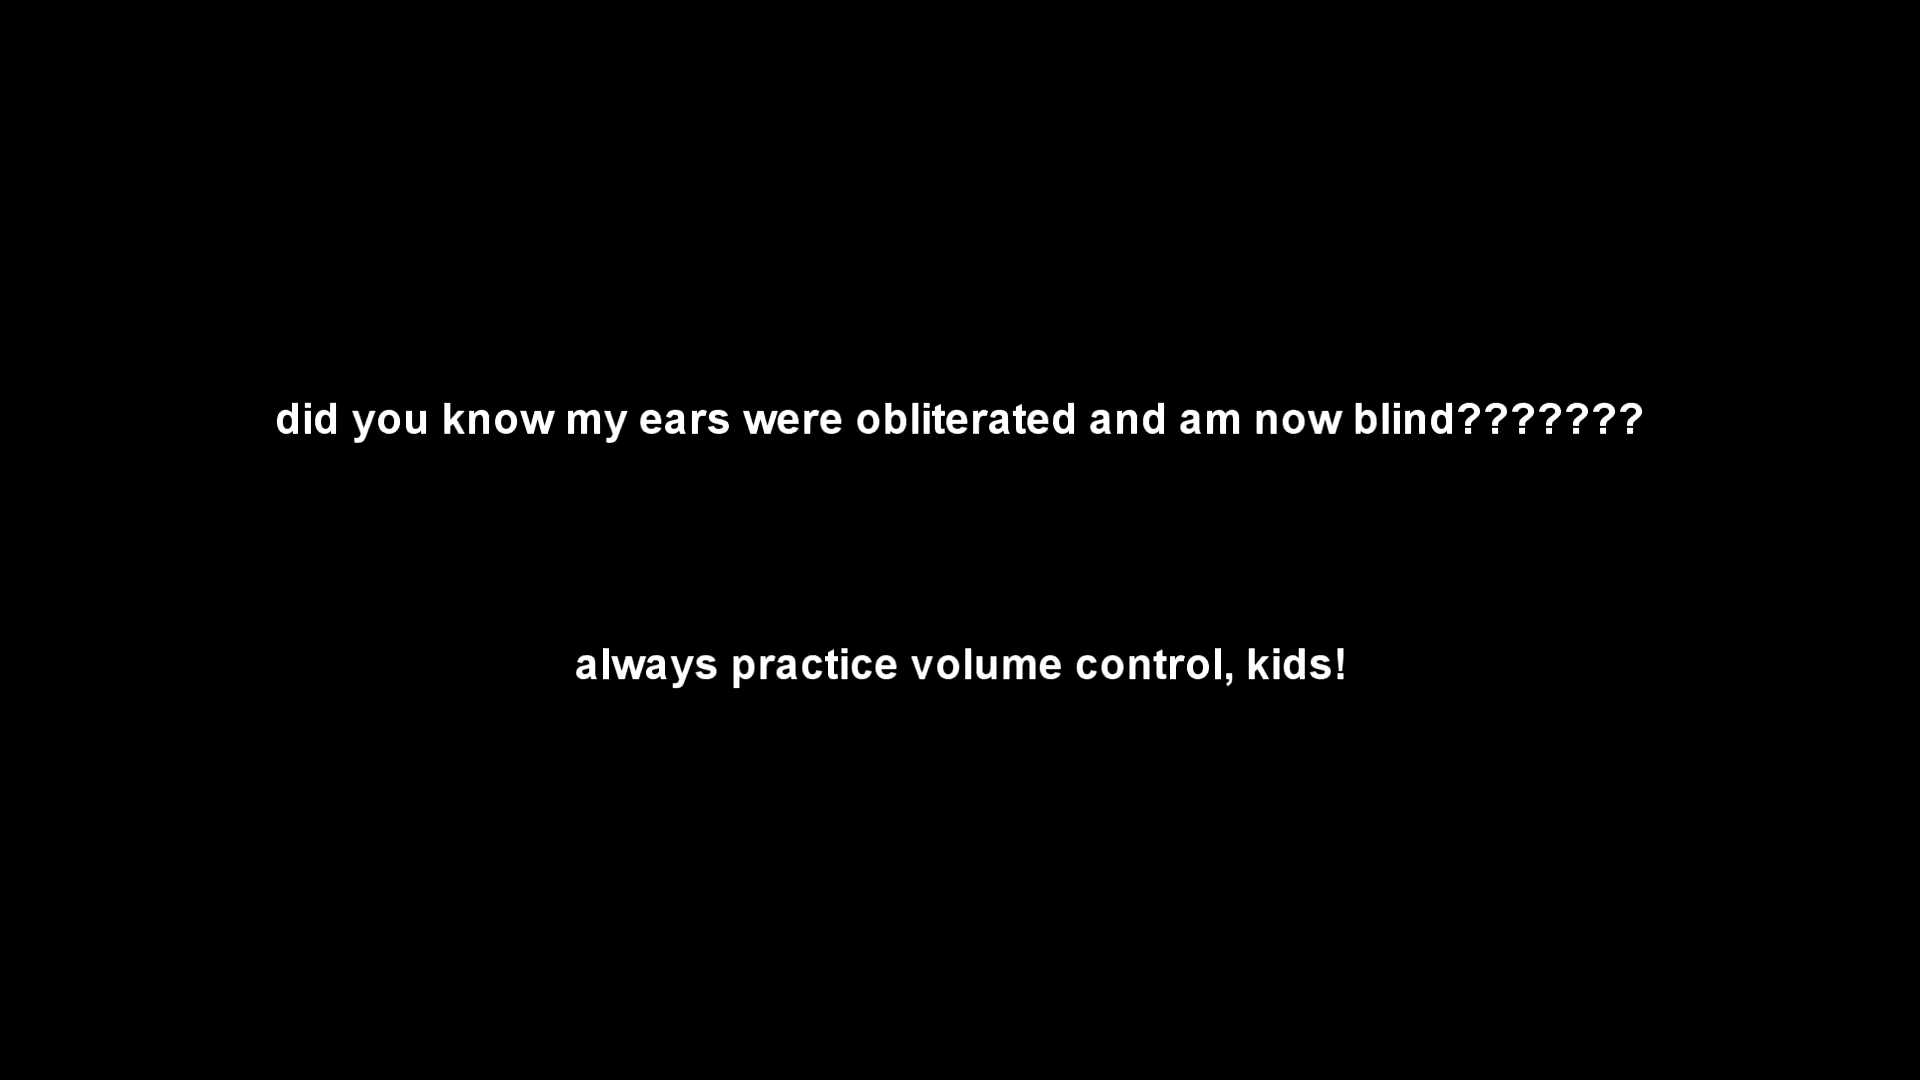 did you know my ears were obliterated and am now blind???????
always practice volume control, kids!